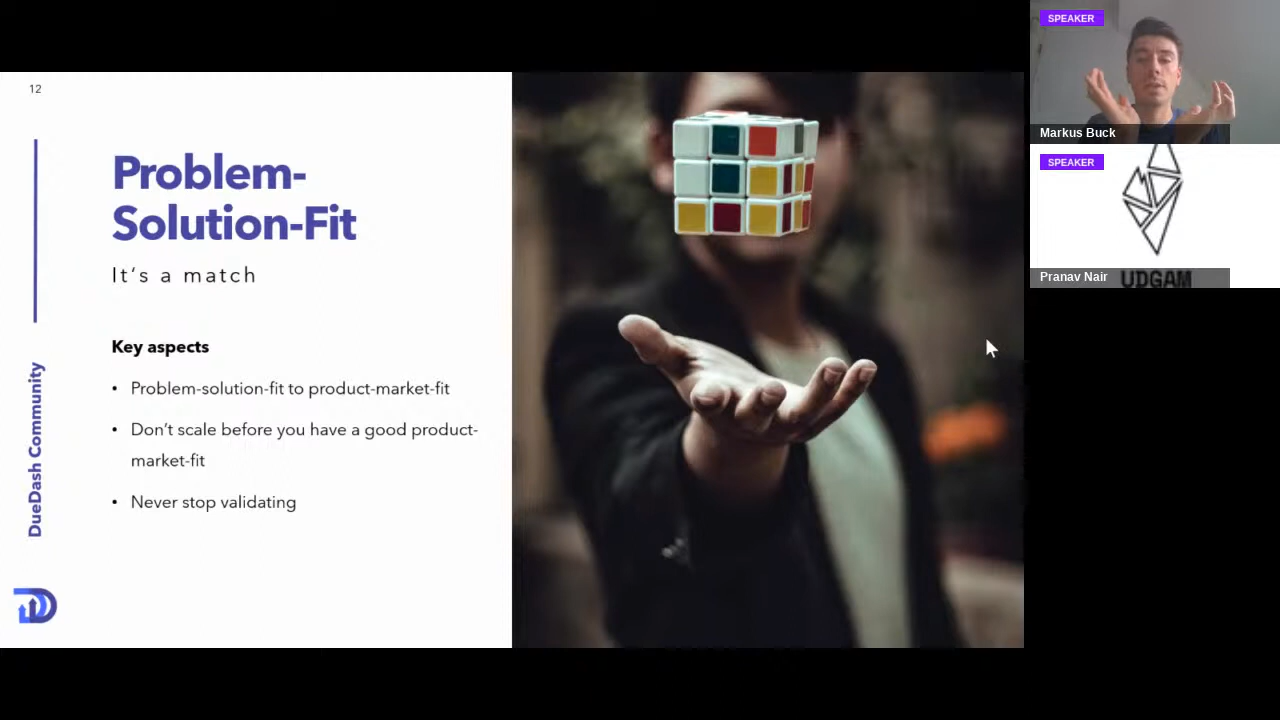 12
Problem-
Solution-Fit
It‘s a match
Key aspects
• Problem-solution-fit to product-market-fit
• Don’t scale before you have a good product-
market-fit
• Never stop validating
DueDash Community
SPEAKER
Markus Buck
SPEAKER
Pranav Nair
UDGAM